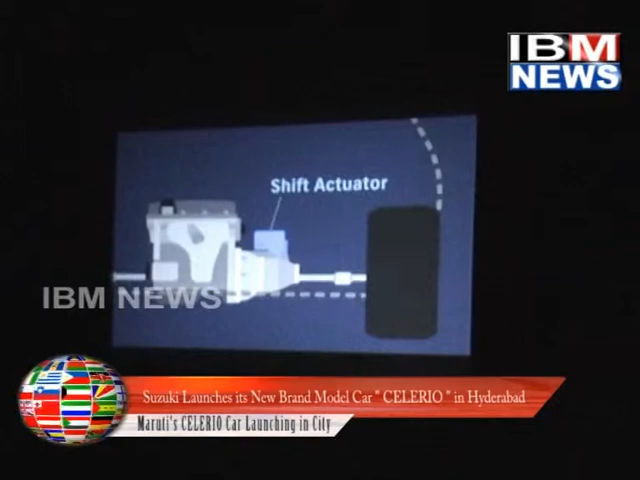 IBM
NEWS
Shift Actuator
IBM NEWS
Suzuki Launches its New Brand Model Car " CELERIO " in Hyderabad
Maruti's CELERIO Car Launching in City